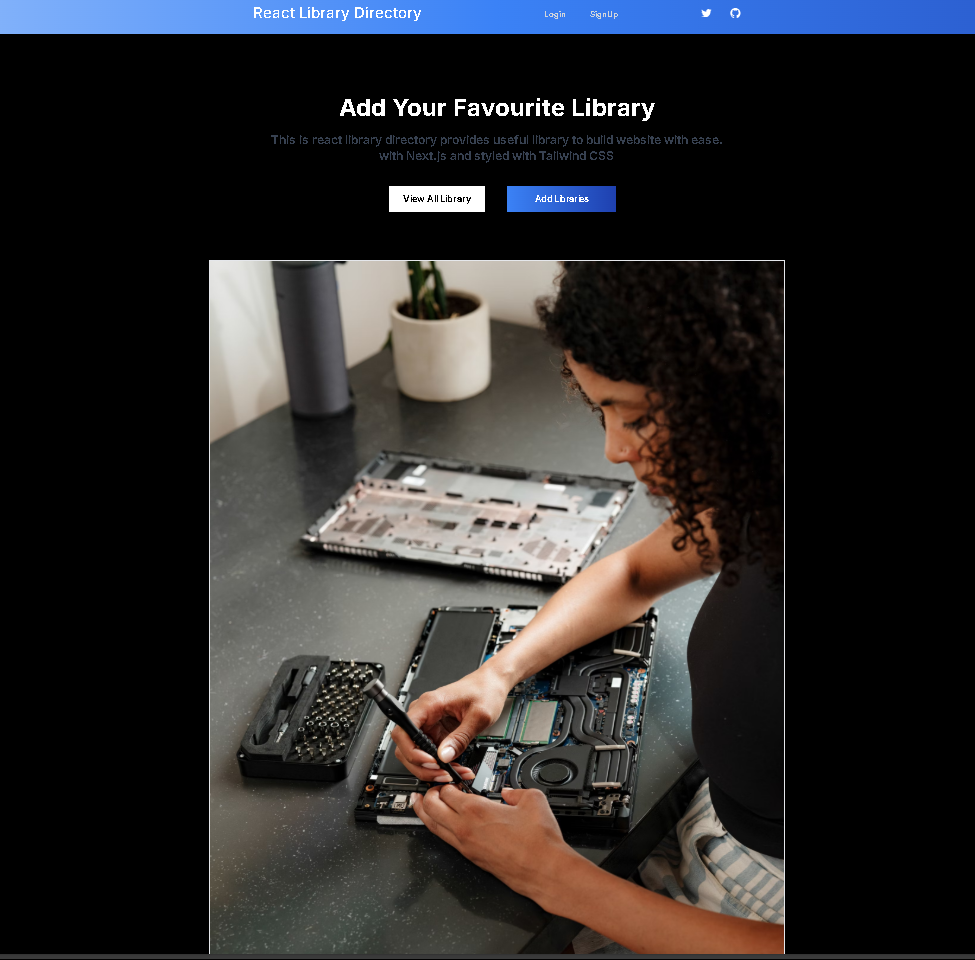 React Library Directory
Login
SignUp
Add Your Favourite Library
This is react library directory provides useful library to build website with ease.
with Next.js and styled with Tailwind CSS
View All Library
Add Libraries